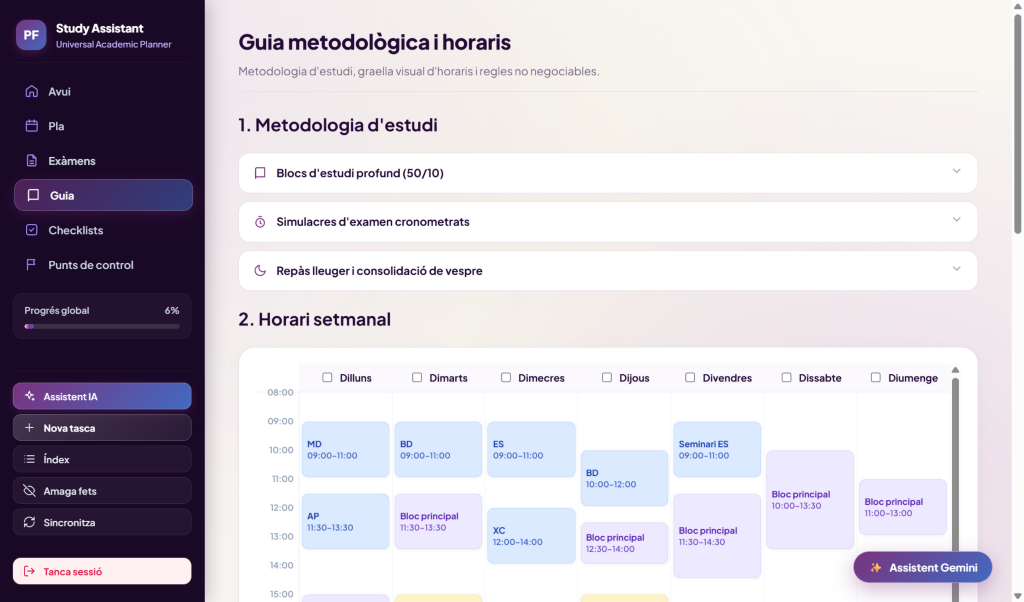 PF
Study Assistant
Universal Academic Planner
Avui
Pla
Exàmens
Guia
Checklists
Punts de control
Progrés global 6%
Assistent IA
Nova tasca
Índex
Amaga fets
Sincronitza
Tanca sessió
Guia metodològica i horaris
Metodologia d'estudi, graella visual d'horaris i regles no negociables.
1. Metodologia d'estudi
Blocs d'estudi profund (50/10)
Simulacres d'examen cronometrats
Repàs lleuger i consolidació de vespre
2. Horari setmanal
Dilluns Dimarts Dimecres Dijous Divendres Dissabte Diumenge
08:00
09:00
10:00
11:00
12:00
13:00
14:00
15:00
MD
09:00–11:00
AP
11:30–13:30
BD
09:00–11:00
Bloc principal
11:30–13:30
ES
09:00–11:00
XC
12:00–14:00
BD
10:00–12:00
Bloc principal
12:30–14:00
Seminari ES
09:00–11:00
Bloc principal
11:30–14:30
Bloc principal
10:00–13:30
Bloc principal
11:00–13:00
Assistent Gemini